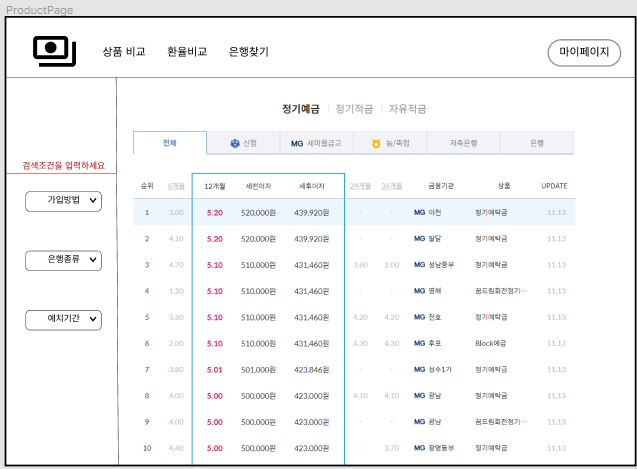 ProductPage
상품 비교 환율비교 은행찾기 마이페이지
정기예금 정기적금 자유적금
전체 신협 MG 새마을금고 농/축협 저축은행 은행
검색조건을 입력하세요
가입방법
은행종류
예치기간
순위 6개월 12개월 세전이자 세후이자 24개월 36개월 금융기관 상품 UPDATE
1 3.00 5.20 520,000원 439,920원 - - MG 이천 정기예탁금 11.13
2 4.10 5.20 520,000원 439,920원 - - MG 팔달 정기예탁금 11.13
3 4.70 5.10 510,000원 431,460원 3.60 2.00 MG 성남중부 정기예탁금 11.13
4 1.20 5.10 510,000원 431,460원 - - MG 영해 꿈드림회전정기… 11.13
5 3.60 5.10 510,000원 431,460원 4.20 4.20 MG 천호 정기예탁금 11.13
6 2.00 5.10 510,000원 431,460원 4.30 4.30 MG 후포 Block예금 11.13
7 3.80 5.01 501,000원 423,846원 - - MG 성수1가 정기예탁금 11.13
8 4.00 5.00 500,000원 423,000원 4.10 4.10 MG 강남 정기예탁금 11.13
9 4.00 5.00 500,000원 423,000원 - - MG 강남 꿈드림회전정기… 11.13
10 4.40 5.00 500,000원 423,000원 - 3.70 MG 광명동부 정기예탁금 11.13